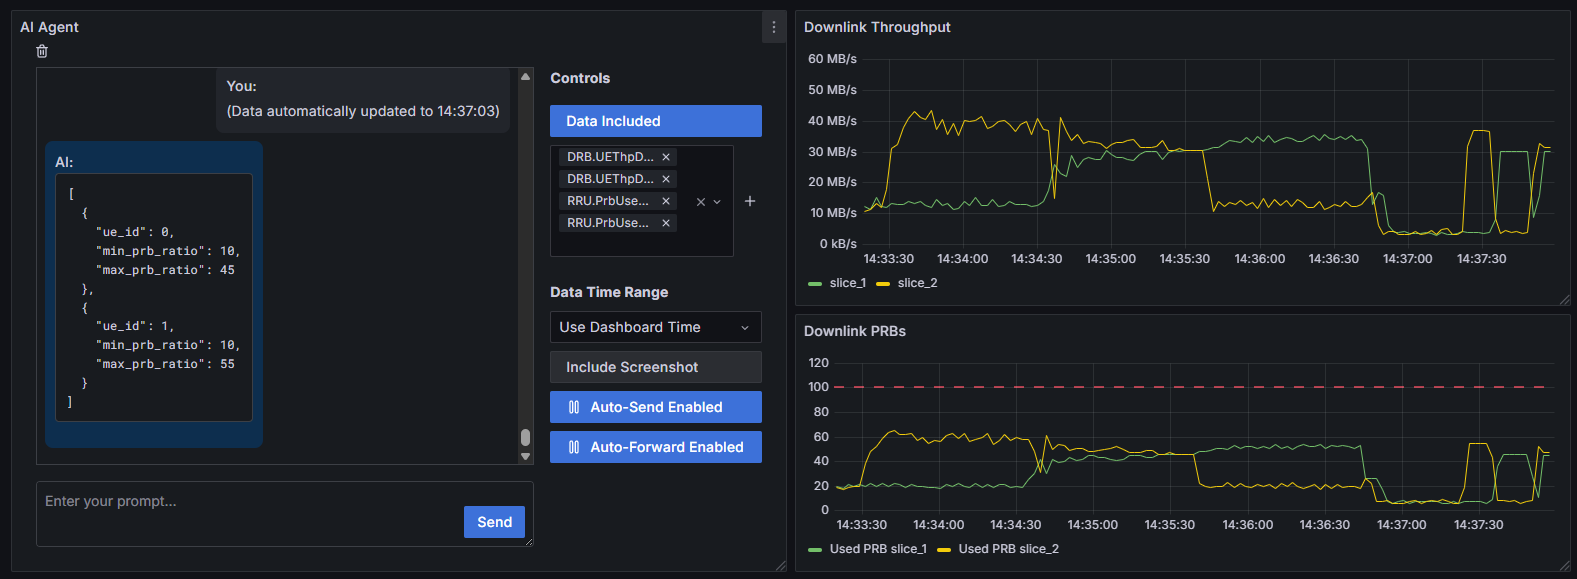 AI Agent
You:
(Data automatically updated to 14:37:03)
AI:
[
{
"ue_id": 0,
"min_prb_ratio": 10,
"max_prb_ratio": 45
},
{
"ue_id": 1,
"min_prb_ratio": 10,
"max_prb_ratio": 55
}
]
Enter your prompt...
Send
Controls
Data Included
DRB.UEThpD...
DRB.UEThpD...
RRU.PrbUse...
RRU.PrbUse...
Data Time Range
Use Dashboard Time
Include Screenshot
Auto-Send Enabled
Auto-Forward Enabled
Downlink Throughput
60 MB/s
50 MB/s
40 MB/s
30 MB/s
20 MB/s
10 MB/s
0 kB/s
14:33:30 14:34:00 14:34:30 14:35:00 14:35:30 14:36:00 14:36:30 14:37:00 14:37:30
slice_1 slice_2
Downlink PRBs
120
100
80
60
40
20
0
14:33:30 14:34:00 14:34:30 14:35:00 14:35:30 14:36:00 14:36:30 14:37:00 14:37:30
Used PRB slice_1 Used PRB slice_2